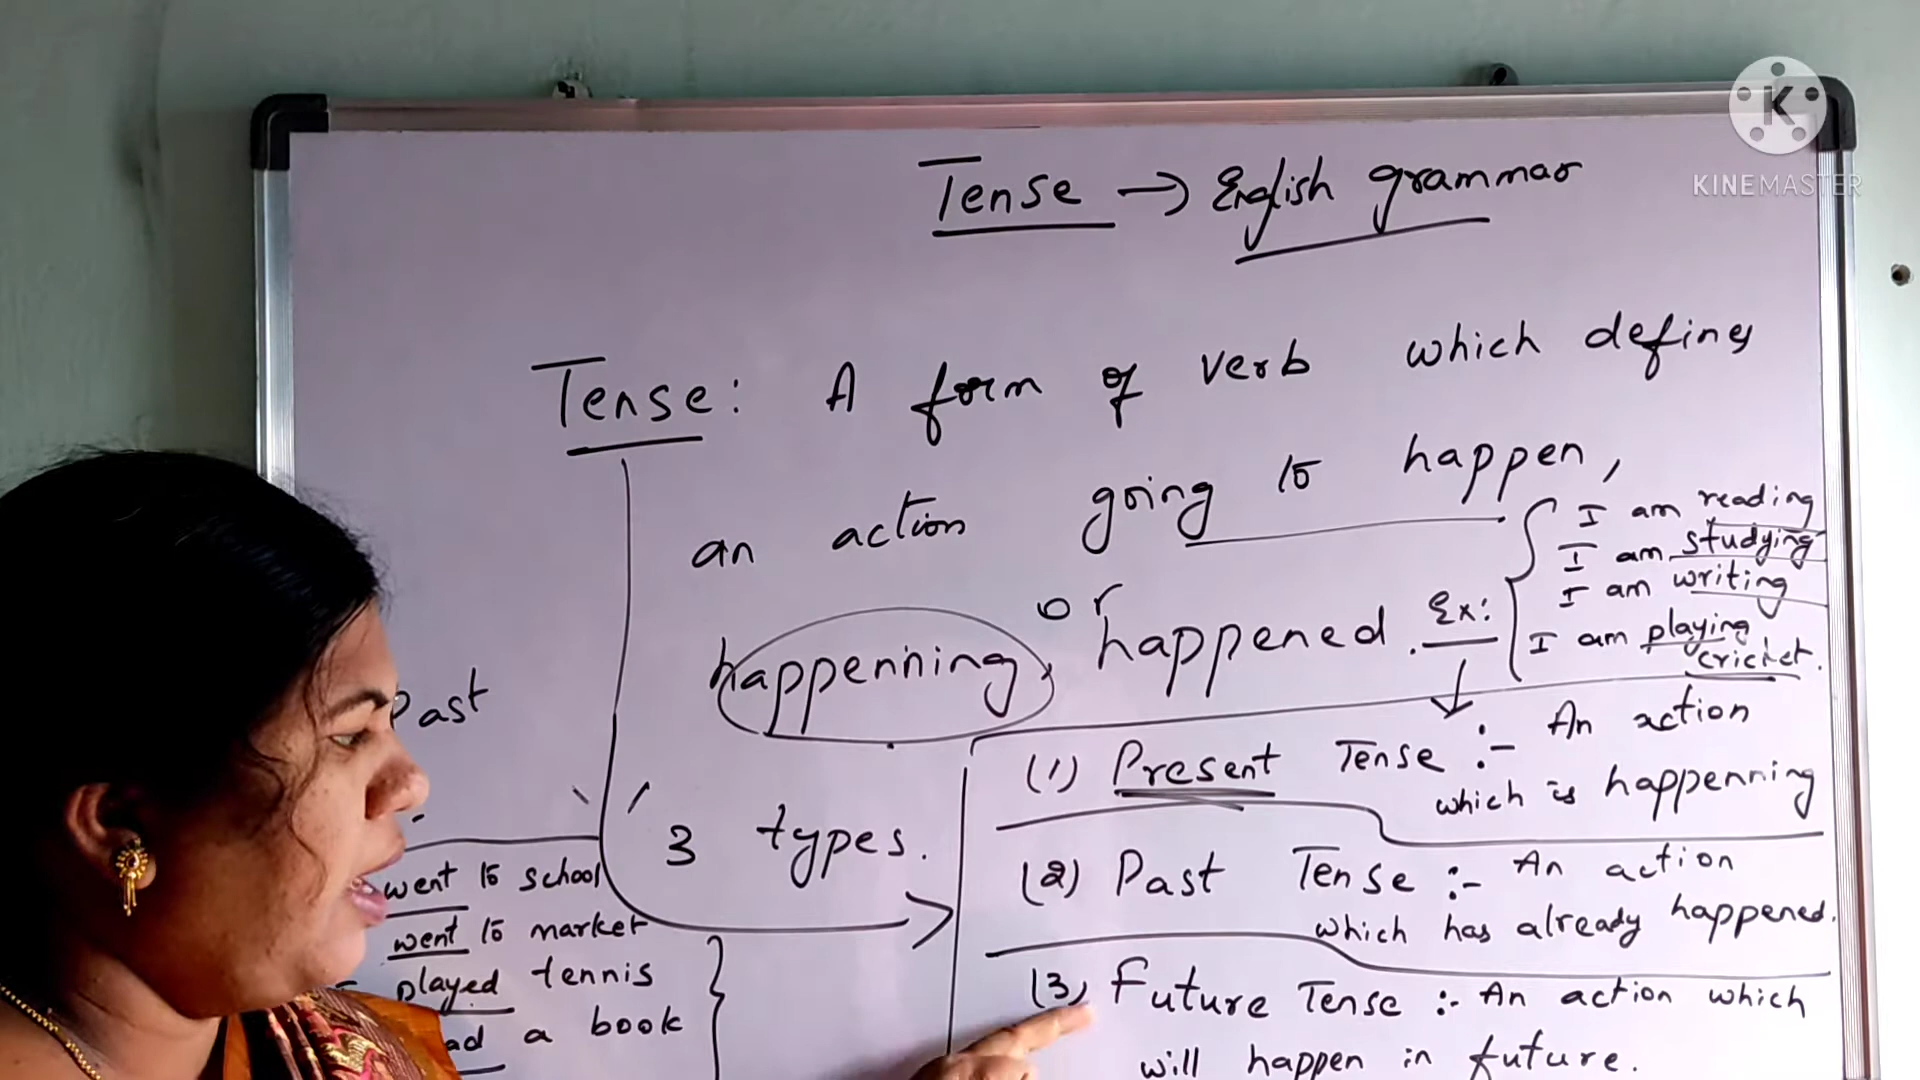 KINEMASTER
Tense → English grammar
Tense: A form of verb which defines
an action going to happen,
happenning, or happened. Ex:
I am reading
I am studying
I am writing
I am playing
cricket.
3 types.
(1) Present Tense :- An action
which is happenning
(2) Past Tense :- An action
which has already happened.
(3) Future Tense :- An action which
will happen in future.
Past
went to school
went to market
played tennis
a book